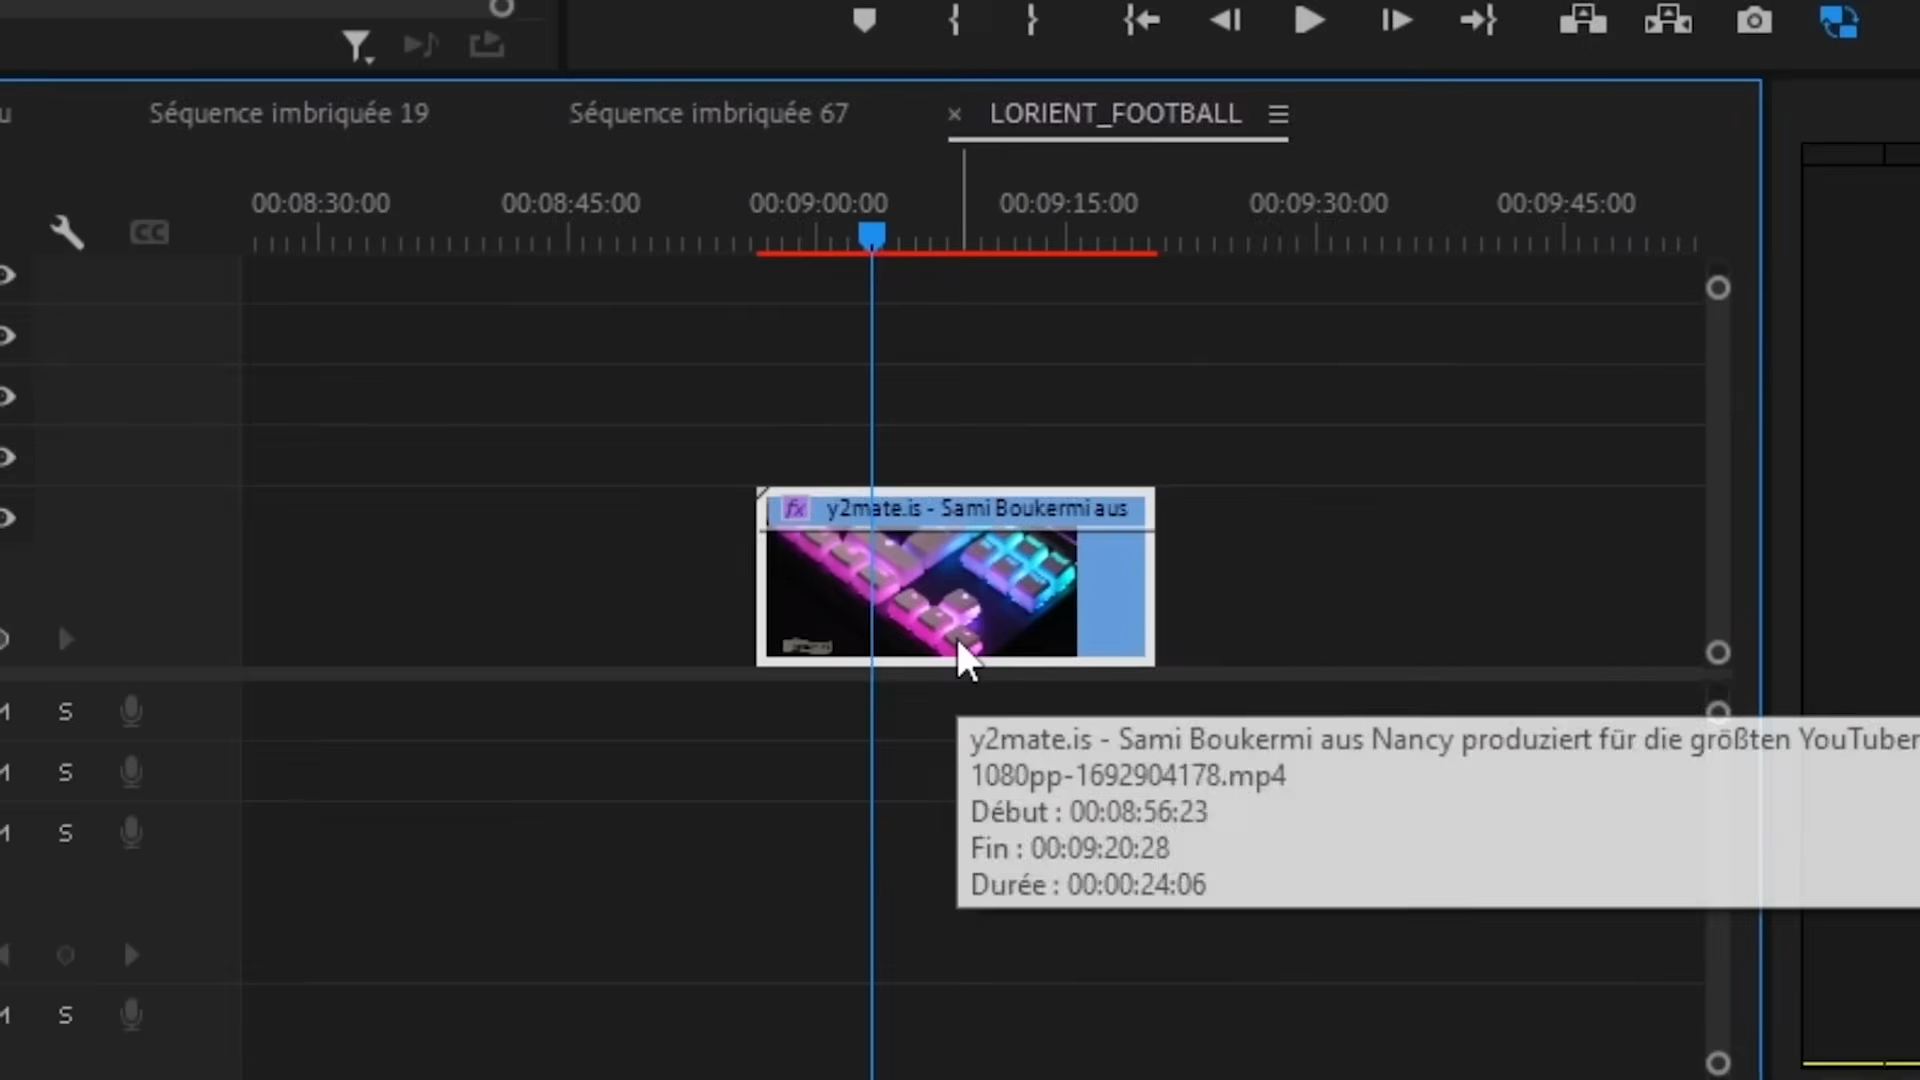 u
Séquence imbriquée 19
Séquence imbriquée 67
× LORIENT_FOOTBALL
00:08:30:00
00:08:45:00
00:09:00:00
00:09:15:00
00:09:30:00
00:09:45:00
CC
fx y2mate.is - Sami Boukermi aus
M S
y2mate.is - Sami Boukermi aus Nancy produziert für die größten YouTuber
1080pp-1692904178.mp4
Début : 00:08:56:23
Fin : 00:09:20:28
Durée : 00:00:24:06
M S
M S
M S